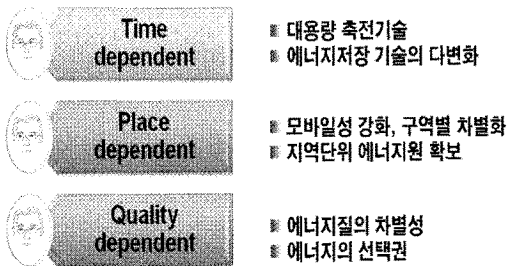 Time
dependent
대용량 축전기술
에너지저장 기술의 다변화
Place
dependent
모바일성 강화, 구역별 차별화
지역단위 에너지원 확보
Quality
dependent
에너지질의 차별성
에너지의 선택권